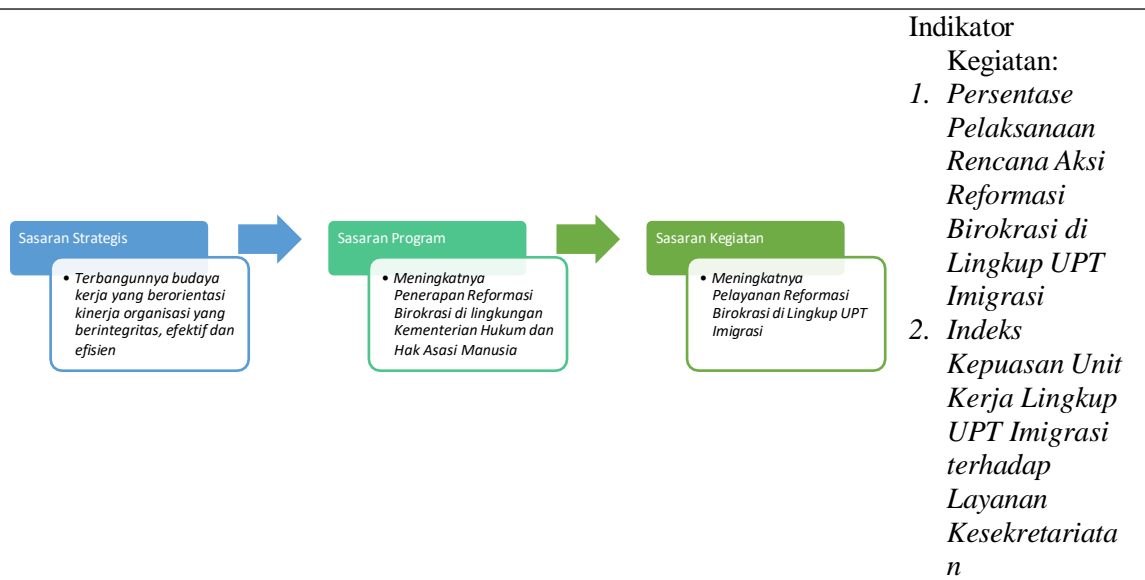 Sasaran Strategis
• Terbangunnya budaya
kerja yang berorientasi
kinerja organisasi yang
berintegritas, efektif dan
efisien
Sasaran Program
• Meningkatnya
Penerapan Reformasi
Birokrasi di lingkungan
Kementerian Hukum dan
Hak Asasi Manusia
Sasaran Kegiatan
• Meningkatnya
Pelayanan Reformasi
Birokrasi di Lingkup UPT
Imigrasi
Indikator
Kegiatan:
1. Persentase
Pelaksanaan
Rencana Aksi
Reformasi
Birokrasi di
Lingkup UPT
Imigrasi
2. Indeks
Kepuasan Unit
Kerja Lingkup
UPT Imigrasi
terhadap
Layanan
Kesekretariata
n